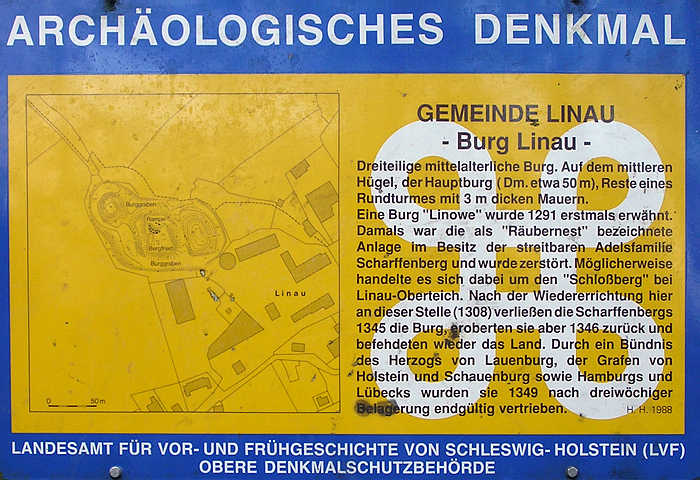 ARCHÄOLOGISCHES DENKMAL
Burggraben
Rampe
Bergfried
Burggraben
Linau
0 50 m
GEMEINDE LINAU
- Burg Linau -
Dreiteilige mittelalterliche Burg. Auf dem mittleren
Hügel, der Hauptburg (Dm. etwa 50 m), Reste eines
Rundturmes mit 3 m dicken Mauern.
Eine Burg "Linowe" wurde 1291 erstmals erwähnt.
Damals war die als "Räubernest" bezeichnete
Anlage im Besitz der streitbaren Adelsfamilie
Scharffenberg und wurde zerstört. Möglicherweise
handelte es sich dabei um den "Schloßberg" bei
Linau-Oberteich. Nach der Wiedererrichtung hier
an dieser Stelle (1308) verließen die Scharffenbergs
1345 die Burg, eroberten sie aber 1346 zurück und
befehdeten wieder das Land. Durch ein Bündnis
des Herzogs von Lauenburg, der Grafen von
Holstein und Schauenburg sowie Hamburgs und
Lübecks wurden sie 1349 nach dreiwöchiger
Belagerung endgültig vertrieben. H. H. 1988
LANDESAMT FÜR VOR- UND FRÜHGESCHICHTE VON SCHLESWIG-HOLSTEIN (LVF)
OBERE DENKMALSCHUTZBEHÖRDE